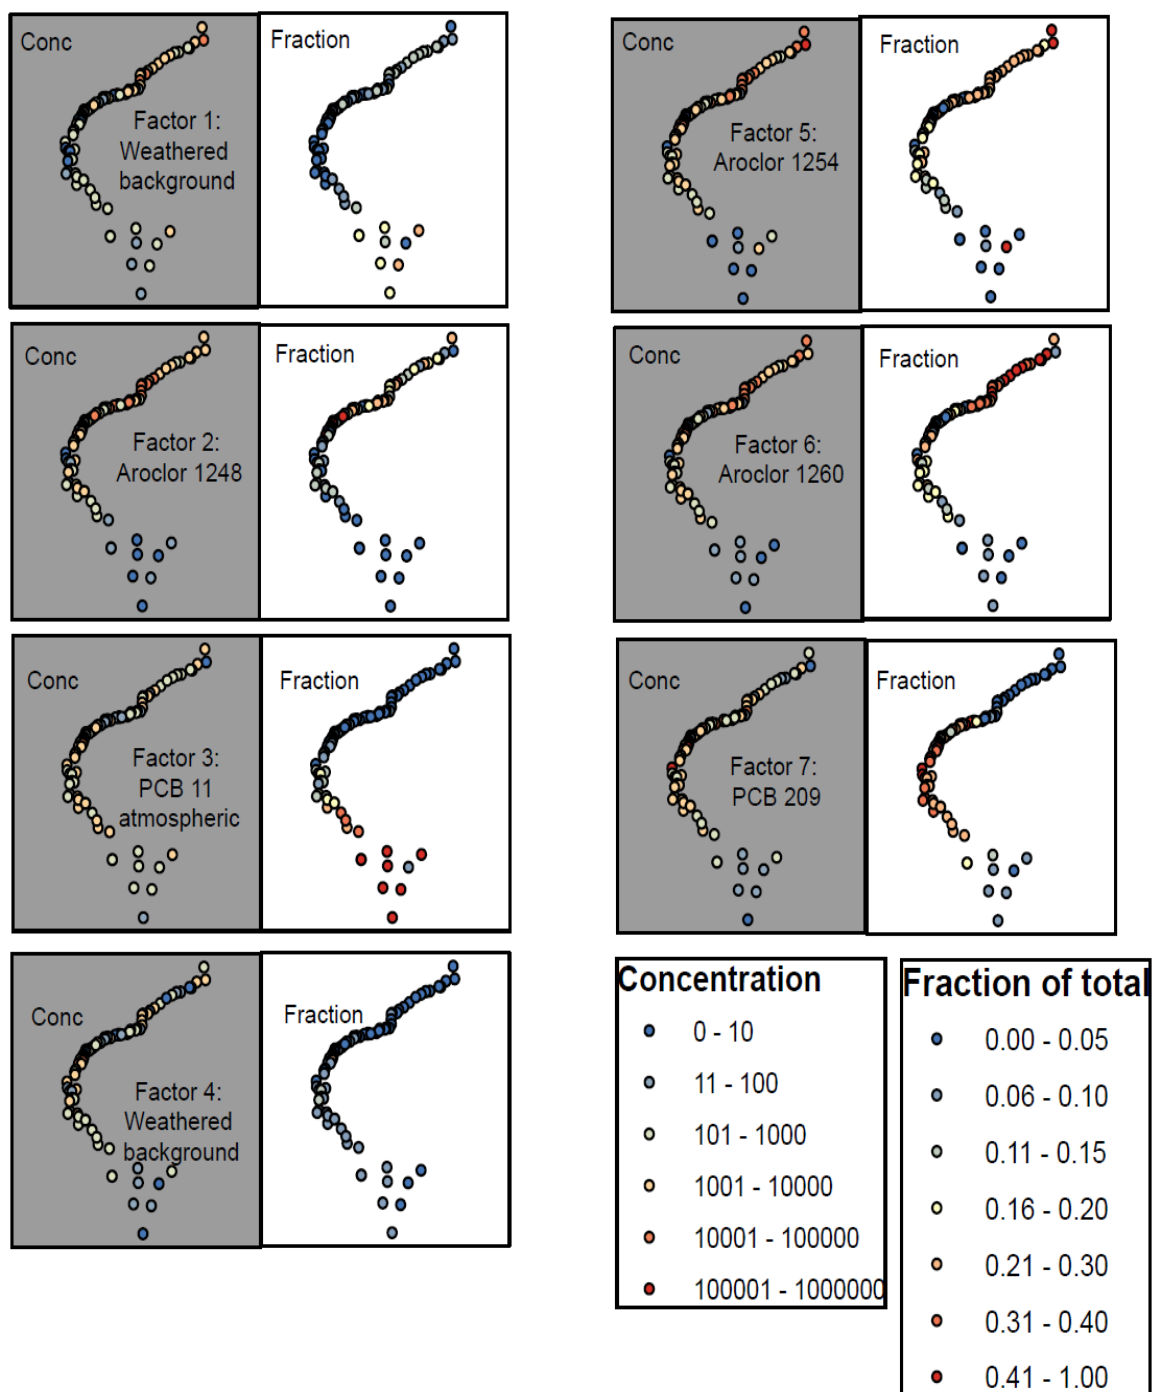 Conc
Fraction
Factor 1:
Weathered
background
Conc
Fraction
Factor 5:
Aroclor 1254
Conc
Fraction
Factor 2:
Aroclor 1248
Conc
Fraction
Factor 6:
Aroclor 1260
Conc
Fraction
Factor 3:
PCB 11
atmospheric
Conc
Fraction
Factor 7:
PCB 209
Conc
Fraction
Factor 4:
Weathered
background
Concentration
0 - 10
11 - 100
101 - 1000
1001 - 10000
10001 - 100000
100001 - 1000000
Fraction of total
0.00 - 0.05
0.06 - 0.10
0.11 - 0.15
0.16 - 0.20
0.21 - 0.30
0.31 - 0.40
0.41 - 1.00